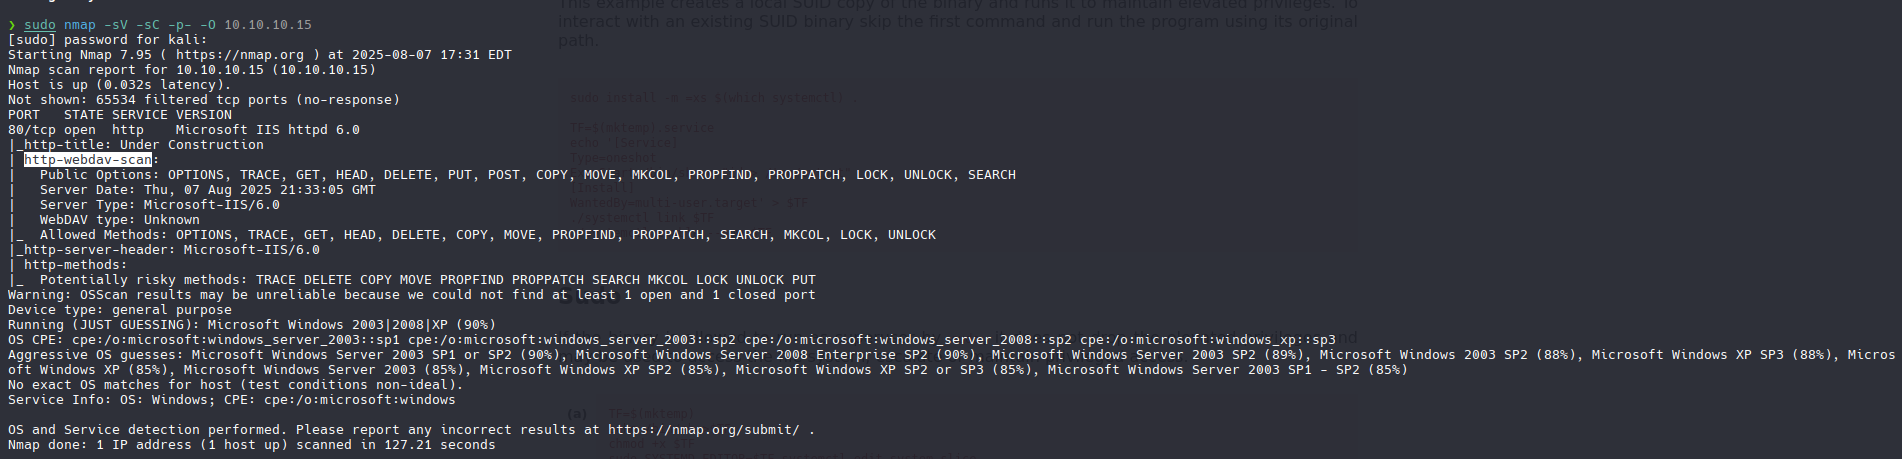 This example creates a local SUID copy of the binary and runs it to maintain elevated privileges. To
interact with an existing SUID binary skip the first command and run the program using its original
path.
❯ sudo nmap -sV -sC -p- -O 10.10.10.15
[sudo] password for kali:
Starting Nmap 7.95 ( https://nmap.org ) at 2025-08-07 17:31 EDT
Nmap scan report for 10.10.10.15 (10.10.10.15)
Host is up (0.032s latency).
Not shown: 65534 filtered tcp ports (no-response)
sudo install -m =xs $(which systemctl) .
PORT   STATE SERVICE VERSION
TF=$(mktemp).service
80/tcp open  http    Microsoft IIS httpd 6.0
|_http-title: Under Construction
| http-webdav-scan:
Type=oneshot
|   Public Options: OPTIONS, TRACE, GET, HEAD, DELETE, PUT, POST, COPY, MOVE, MKCOL, PROPFIND, PROPPATCH, LOCK, UNLOCK, SEARCH
|   Server Date: Thu, 07 Aug 2025 21:33:05 GMT
[Install]
|   Server Type: Microsoft-IIS/6.0
WantedBy=multi-user.target
|   WebDAV type: Unknown
|_  Allowed Methods: OPTIONS, TRACE, GET, HEAD, DELETE, COPY, MOVE, PROPFIND, PROPPATCH, SEARCH, MKCOL, LOCK, UNLOCK
|_http-server-header: Microsoft-IIS/6.0
| http-methods:
|_  Potentially risky methods: TRACE DELETE COPY MOVE PROPFIND PROPPATCH SEARCH MKCOL LOCK UNLOCK PUT
Warning: OSScan results may be unreliable because we could not find at least 1 open and 1 closed port
Device type: general purpose
Running (JUST GUESSING): Microsoft Windows 2003|2008|XP (90%)
OS CPE: cpe:/o:microsoft:windows_server_2003::sp1 cpe:/o:microsoft:windows_server_2003::sp2 cpe:/o:microsoft:windows_server_2008::sp2 cpe:/o:microsoft:windows_xp::sp3
Aggressive OS guesses: Microsoft Windows Server 2003 SP1 or SP2 (90%), Microsoft Windows Server 2008 Enterprise SP2 (90%), Microsoft Windows Server 2003 SP2 (89%), Microsoft Windows 2003 SP2 (88%), Microsoft Windows XP SP3 (88%), Micros
oft Windows XP (85%), Microsoft Windows Server 2003 (85%), Microsoft Windows XP SP2 (85%), Microsoft Windows XP SP2 or SP3 (85%), Microsoft Windows Server 2003 SP1 - SP2 (85%)
No exact OS matches for host (test conditions non-ideal).
Service Info: OS: Windows; CPE: cpe:/o:microsoft:windows
(a) TF=$(mktemp)
OS and Service detection performed. Please report any incorrect results at https://nmap.org/submit/ .
Nmap done: 1 IP address (1 host up) scanned in 127.21 seconds